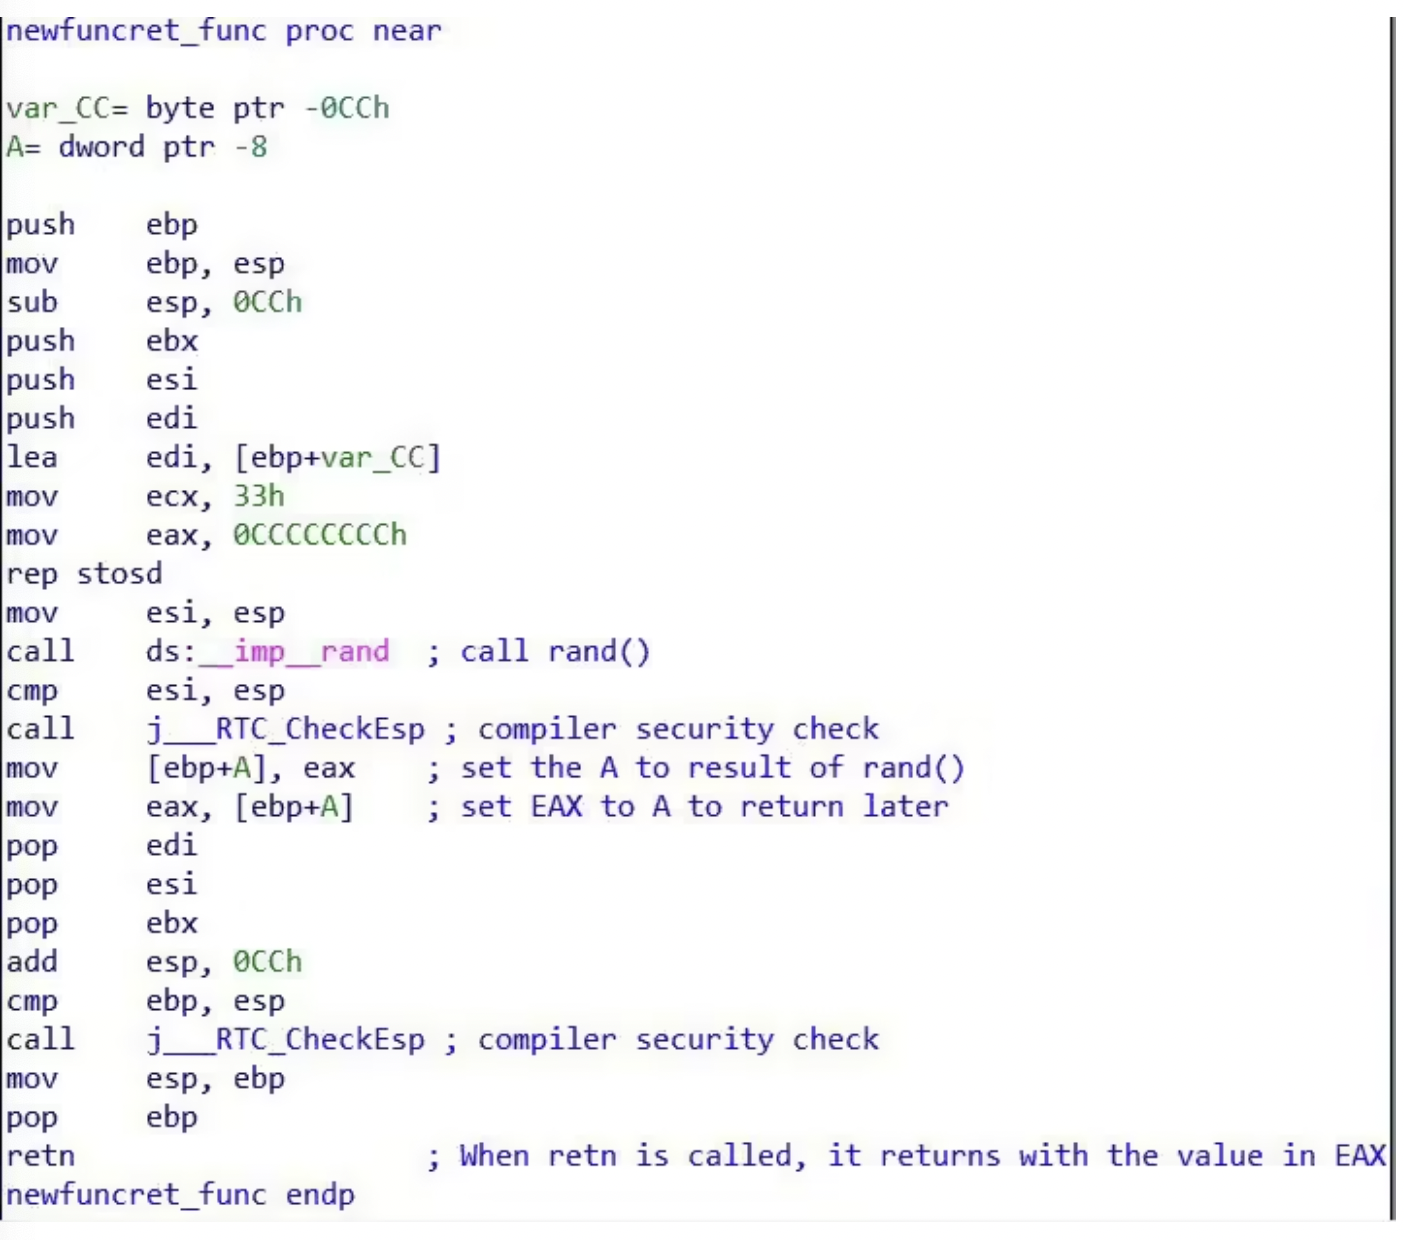 newfuncret_func proc near
var_CC= byte ptr -0CCh
A= dword ptr -8
push ebp
mov ebp, esp
sub esp, 0CCh
push ebx
push esi
push edi
lea edi, [ebp+var_CC]
mov ecx, 33h
mov eax, 0CCCCCCCCh
rep stosd
mov esi, esp
call ds:__imp__rand ; call rand()
cmp esi, esp
call j___RTC_CheckEsp ; compiler security check
mov [ebp+A], eax ; set the A to result of rand()
mov eax, [ebp+A] ; set EAX to A to return later
pop edi
pop esi
pop ebx
add esp, 0CCh
cmp ebp, esp
call j___RTC_CheckEsp ; compiler security check
mov esp, ebp
pop ebp
retn ; When retn is called, it returns with the value in EAX
newfuncret_func endp